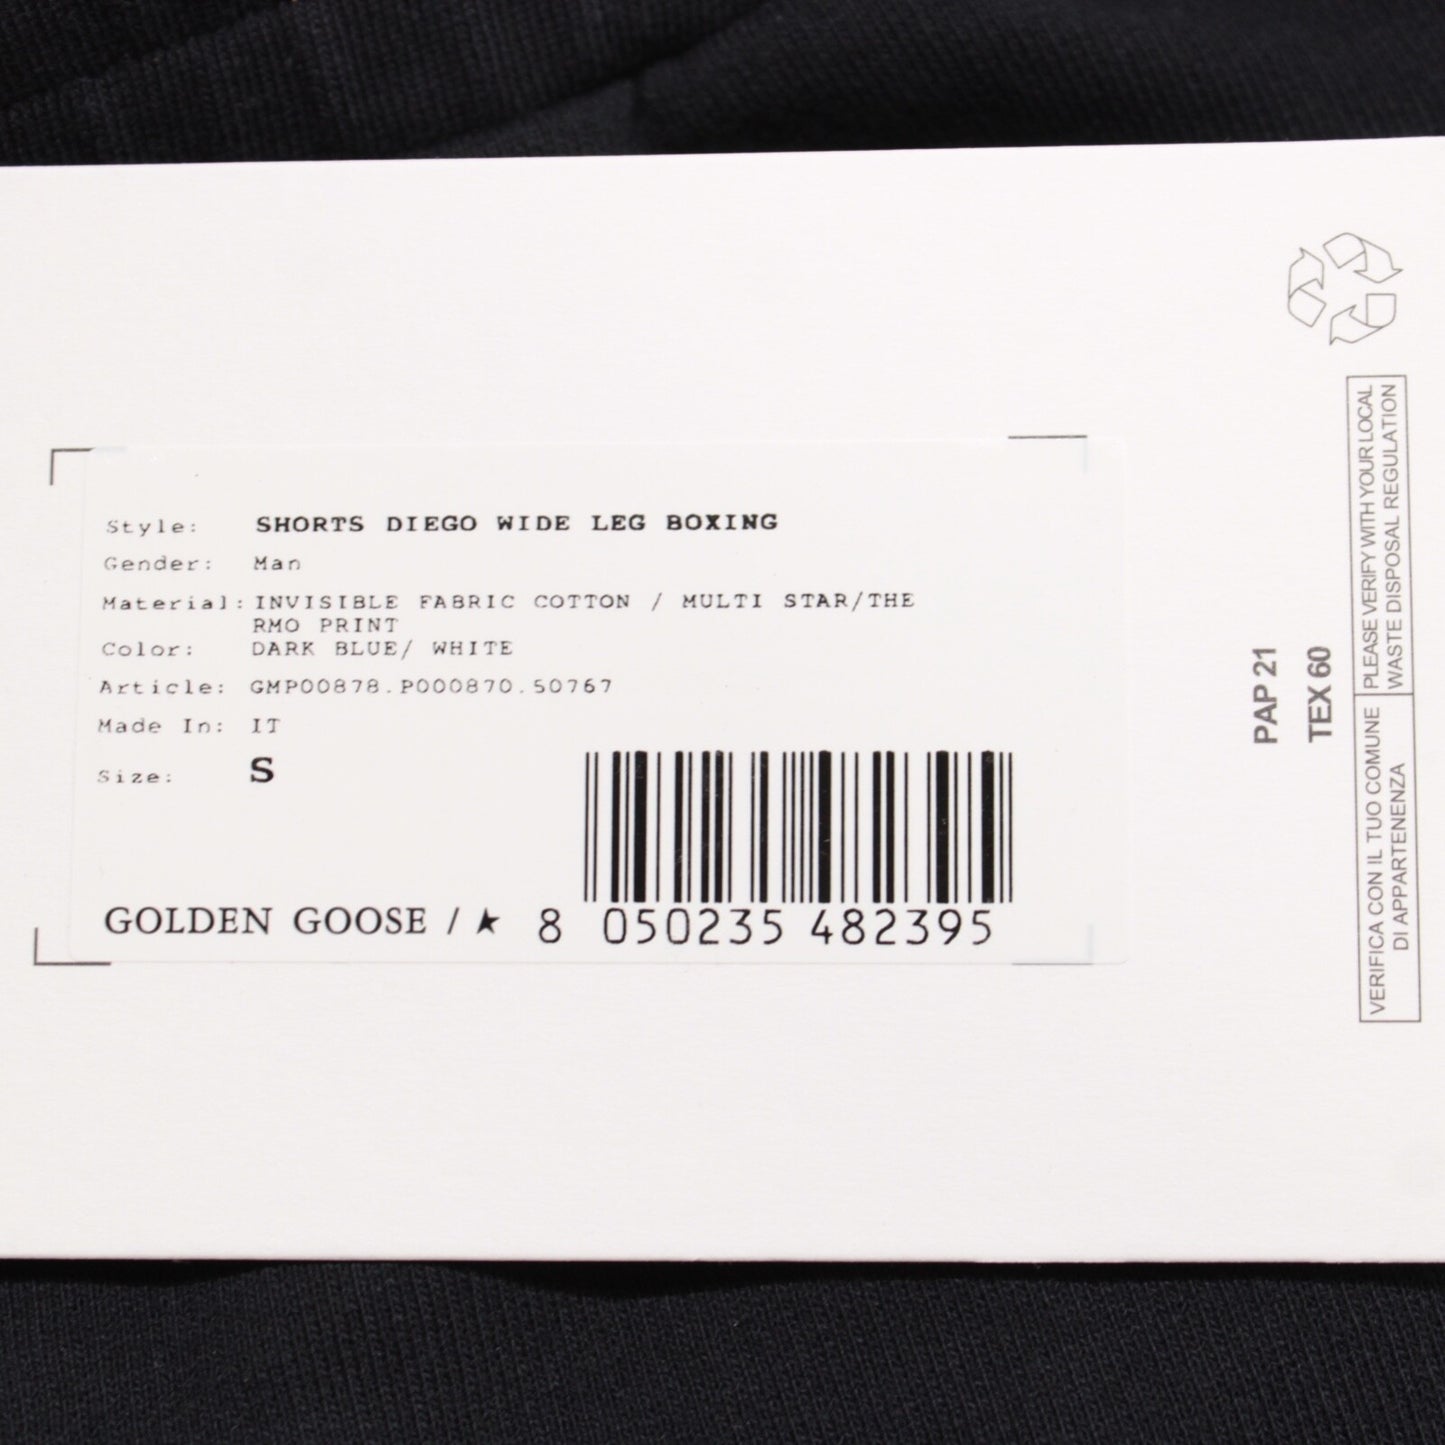 Style: SHORTS DIEGO WIDE LEG BOXING
Gender: Man
Material: INVISIBLE FABRIC COTTON / MULTI STAR/THE
RMO PRINT
Color: DARK BLUE/ WHITE
Article: GMP00878.P000870.50767
Made In: IT
Size: S
GOLDEN GOOSE / ★ 8 050235 482395
PAP 21
TEX 60
PLEASE VERIFY WITH YOUR LOCAL
WASTE DISPOSAL REGULATION
VERIFICA CON IL TUO COMUNE
DI APPARTENENZA